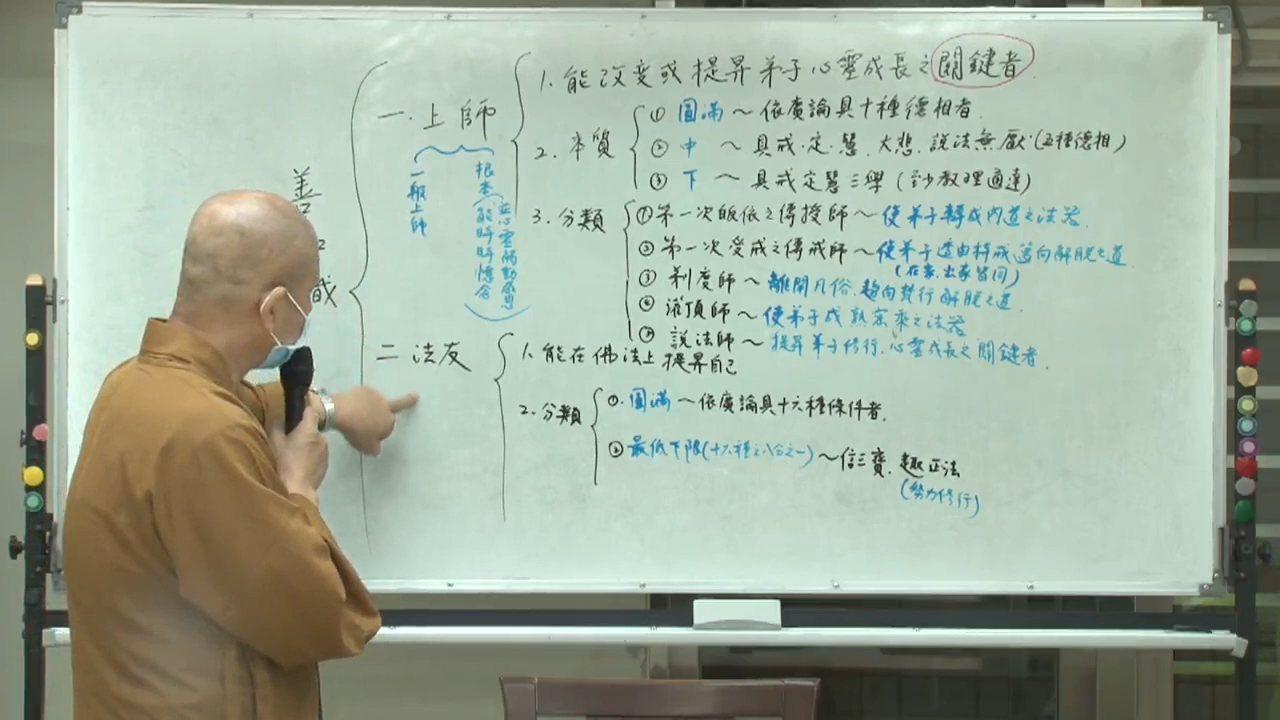 善
識
一.上師
一般上師
根本
1.能改变或提昇弟子心靈成長之關鍵者.
2.本質
① 圓滿～依廣論具十種德相者.
② 中 ～具戒.定.慧.大悲.說法無厭.(五種德相)
③ 下 ～具戒定慧三學(至少教理通達)
3.分類
①第一次皈依之傳授師～使弟子轉成內道之法器.
②第一次受戒之傳戒師～使弟子透由持戒邁向解脫之道.
(在家.出家皆同)
③ 剃度師～離開凡俗.趨向梵行解脫之道.
④ 灌頂師～使弟子成熟密乘之法器
⑤ 說法師～提昇弟子修行.心靈成長之關鍵者.
二 法友
1.能在佛法上提昇自己
2.分類
①.圓滿～依廣論具十六種條件者.
②最低下限(十六種之八分之一)～信三寶.趣正法
(努力修行)